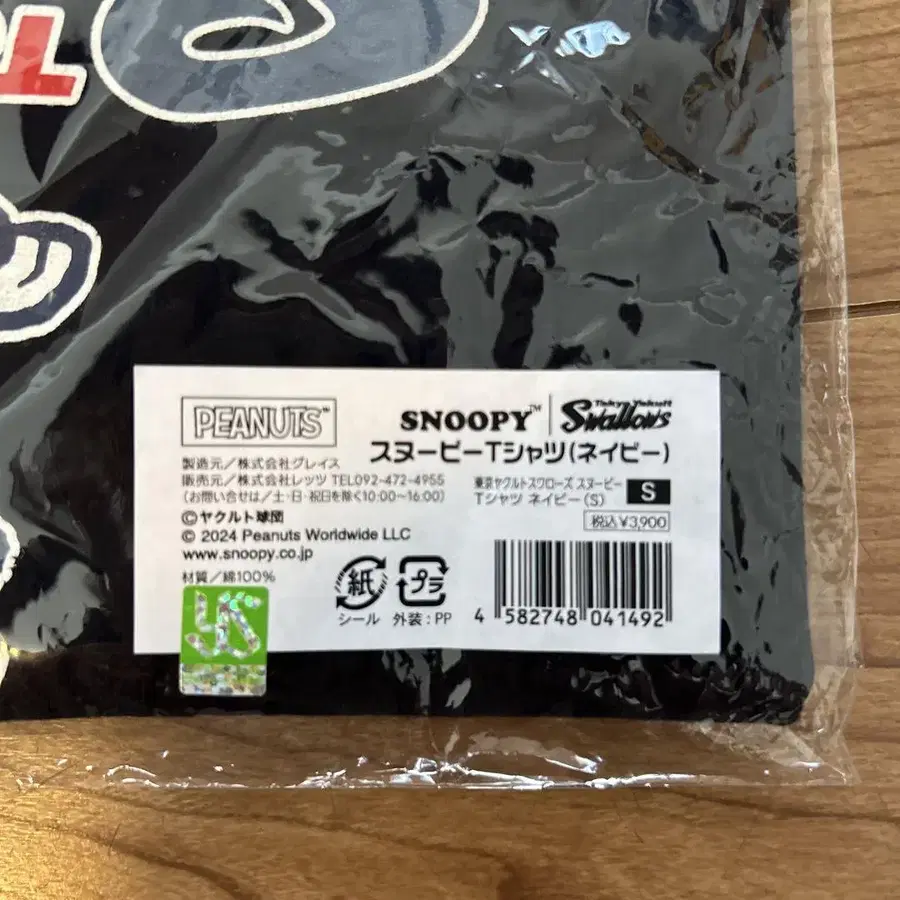 T
PEANUTS™
SNOOPY™
Tokyo Yakult
Swallows
スヌーピーTシャツ(ネイビー)
製造元/株式会社グレイス
販売元/株式会社レッツ TEL092-472-4955
(お問い合せは/土・日・祝日を除く10:00~16:00)
東京ヤクルトスワローズ スヌーピー
Tシャツ ネイビー(S)
S
税込¥3,900
©ヤクルト球団
© 2024 Peanuts Worldwide LLC
www.snoopy.co.jp
材質/綿100%
紙
シール
プラ
外装:PP
4 582748 041492
YS